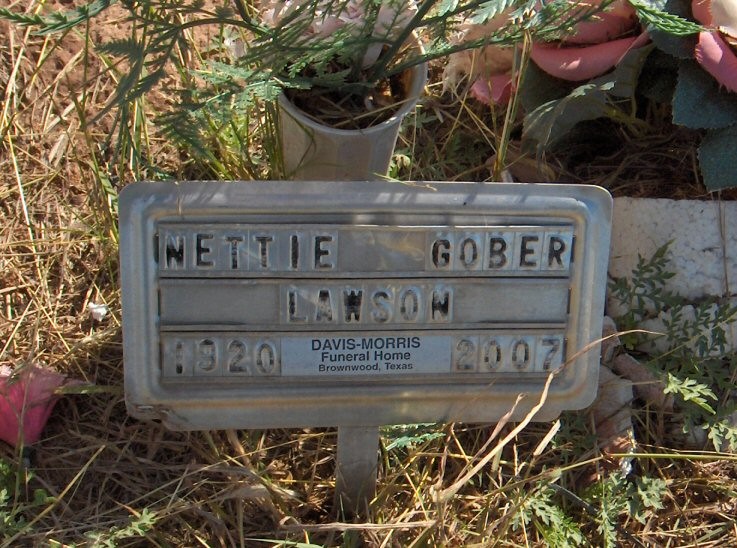 NETTIE GOBER
LAWSON
1920 DAVIS-MORRIS 2007
Funeral Home
Brownwood, Texas